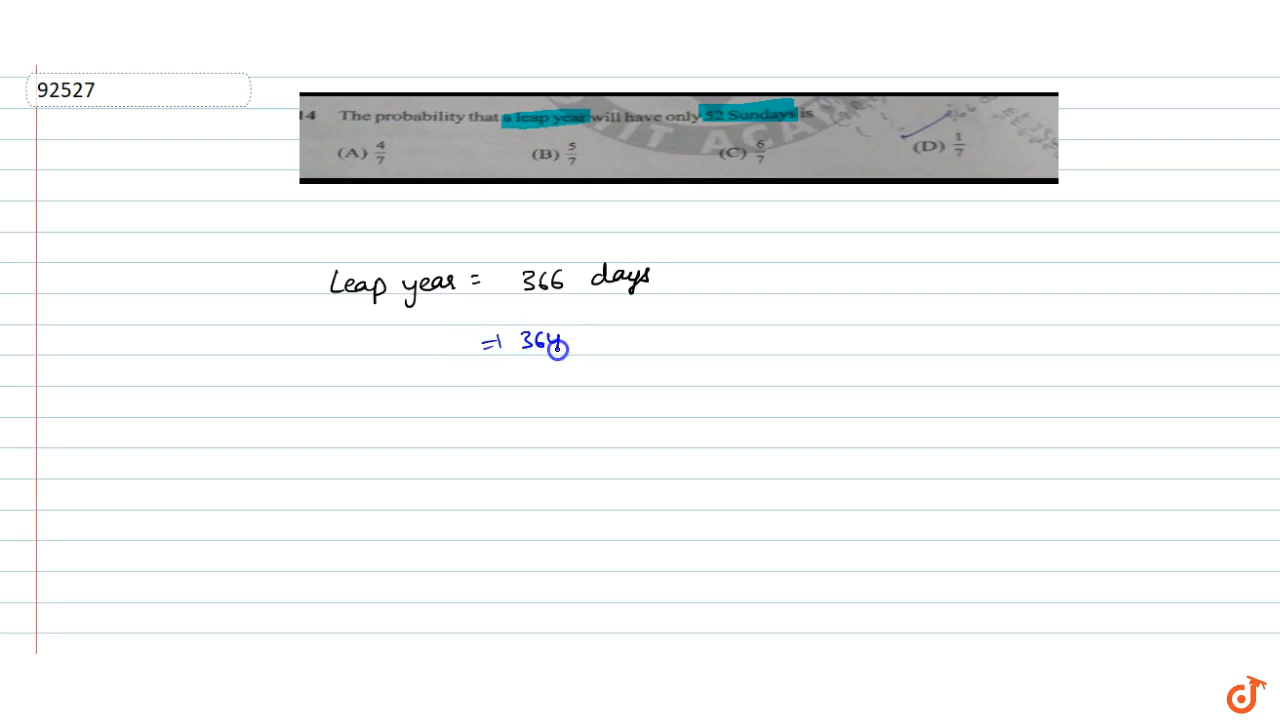 92527
14 The probability that a leap year will have only 52 Sundays is
(A) 4/7 (B) 5/7 (C) 6/7 (D) 1/7
Leap year = 366 days
⇒ 364